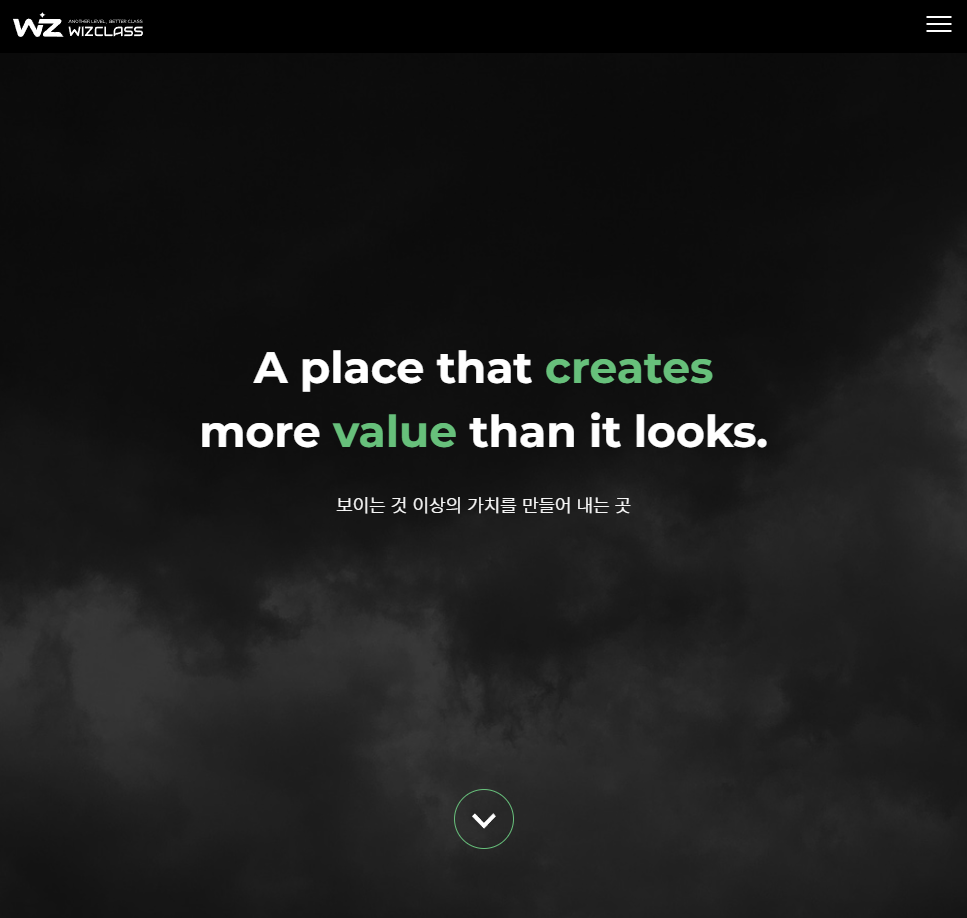 WIZ
ANOTHER LEVEL, BETTER CLASS
WIZCLASS
A place that creates
more value than it looks.
보이는 것 이상의 가치를 만들어 내는 곳